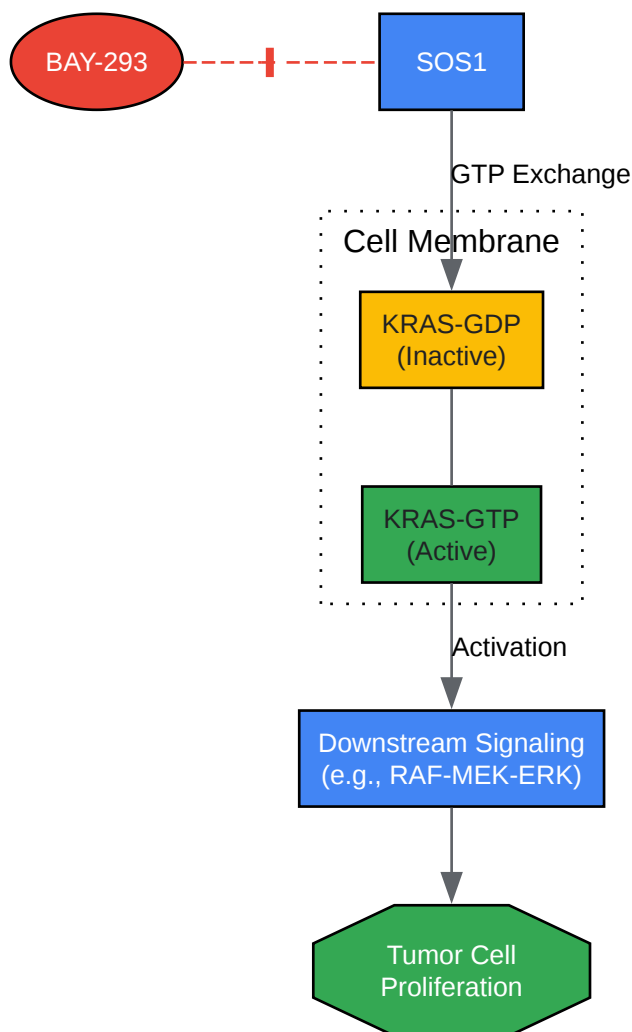 BAY-293
SOS1
GTP Exchange
Cell Membrane
KRAS-GDP
(Inactive)
KRAS-GTP
(Active)
Activation
Downstream Signaling
(e.g., RAF-MEK-ERK)
Tumor Cell
Proliferation